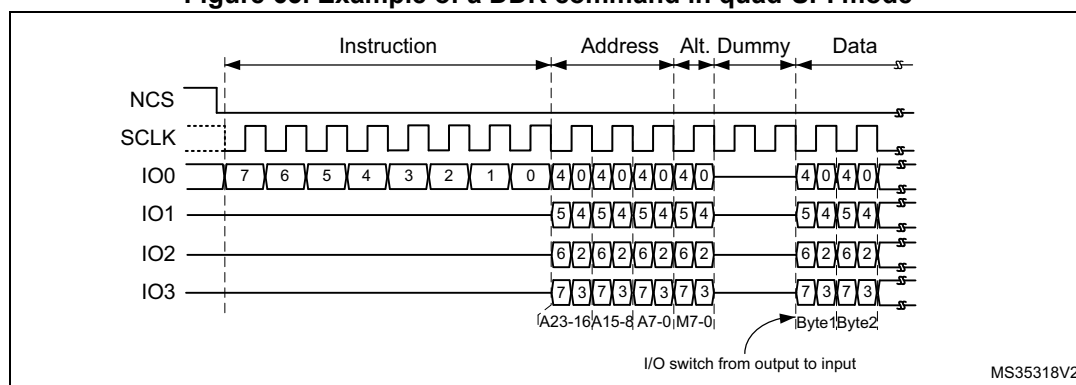 Figure 65. Example of a DDR command in quad-SPI mode
Instruction Address Alt. Dummy Data
NCS
SCLK
IO0 7 6 5 4 3 2 1 0 4 0 4 0 4 0 4 0 4 0 4 0
IO1 5 4 5 4 5 4 5 4 5 4 5 4
IO2 6 2 6 2 6 2 6 2 6 2 6 2
IO3 7 3 7 3 7 3 7 3 7 3 7 3
A23-16 A15-8 A7-0 M7-0 Byte1 Byte2
I/O switch from output to input
MS35318V2